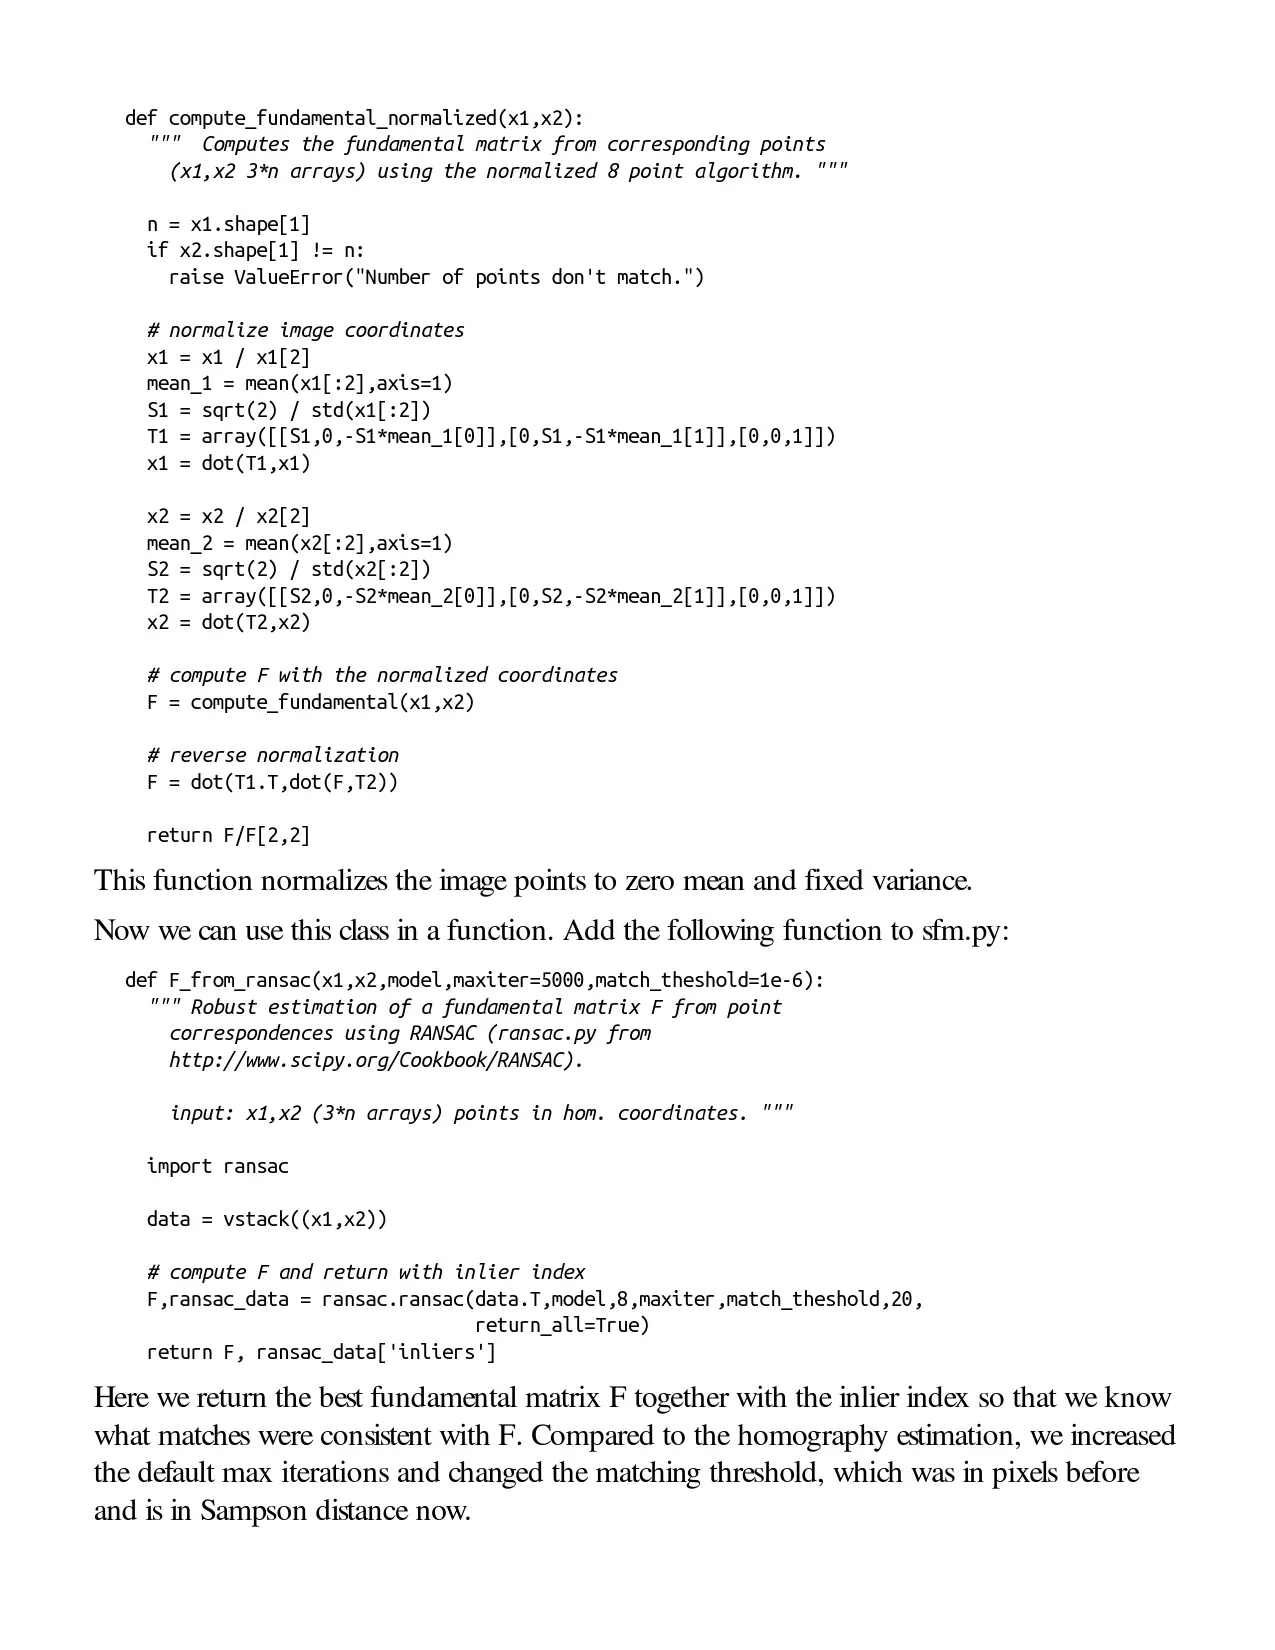 def compute_fundamental_normalized(x1,x2):
  """  Computes the fundamental matrix from corresponding points
    (x1,x2 3*n arrays) using the normalized 8 point algorithm. """

  n = x1.shape[1]
  if x2.shape[1] != n:
    raise ValueError("Number of points don't match.")

  # normalize image coordinates
  x1 = x1 / x1[2]
  mean_1 = mean(x1[:2],axis=1)
  S1 = sqrt(2) / std(x1[:2])
  T1 = array([[S1,0,-S1*mean_1[0]],[0,S1,-S1*mean_1[1]],[0,0,1]])
  x1 = dot(T1,x1)

  x2 = x2 / x2[2]
  mean_2 = mean(x2[:2],axis=1)
  S2 = sqrt(2) / std(x2[:2])
  T2 = array([[S2,0,-S2*mean_2[0]],[0,S2,-S2*mean_2[1]],[0,0,1]])
  x2 = dot(T2,x2)

  # compute F with the normalized coordinates
  F = compute_fundamental(x1,x2)

  # reverse normalization
  F = dot(T1.T,dot(F,T2))

  return F/F[2,2]
This function normalizes the image points to zero mean and fixed variance.
Now we can use this class in a function. Add the following function to sfm.py:
def F_from_ransac(x1,x2,model,maxiter=5000,match_theshold=1e-6):
  """ Robust estimation of a fundamental matrix F from point
    correspondences using RANSAC (ransac.py from
    http://www.scipy.org/Cookbook/RANSAC).

    input: x1,x2 (3*n arrays) points in hom. coordinates. """

  import ransac

  data = vstack((x1,x2))

  # compute F and return with inlier index
  F,ransac_data = ransac.ransac(data.T,model,8,maxiter,match_theshold,20,
                                return_all=True)
  return F, ransac_data['inliers']
Here we return the best fundamental matrix F together with the inlier index so that we know
what matches were consistent with F. Compared to the homography estimation, we increased
the default max iterations and changed the matching threshold, which was in pixels before
and is in Sampson distance now.